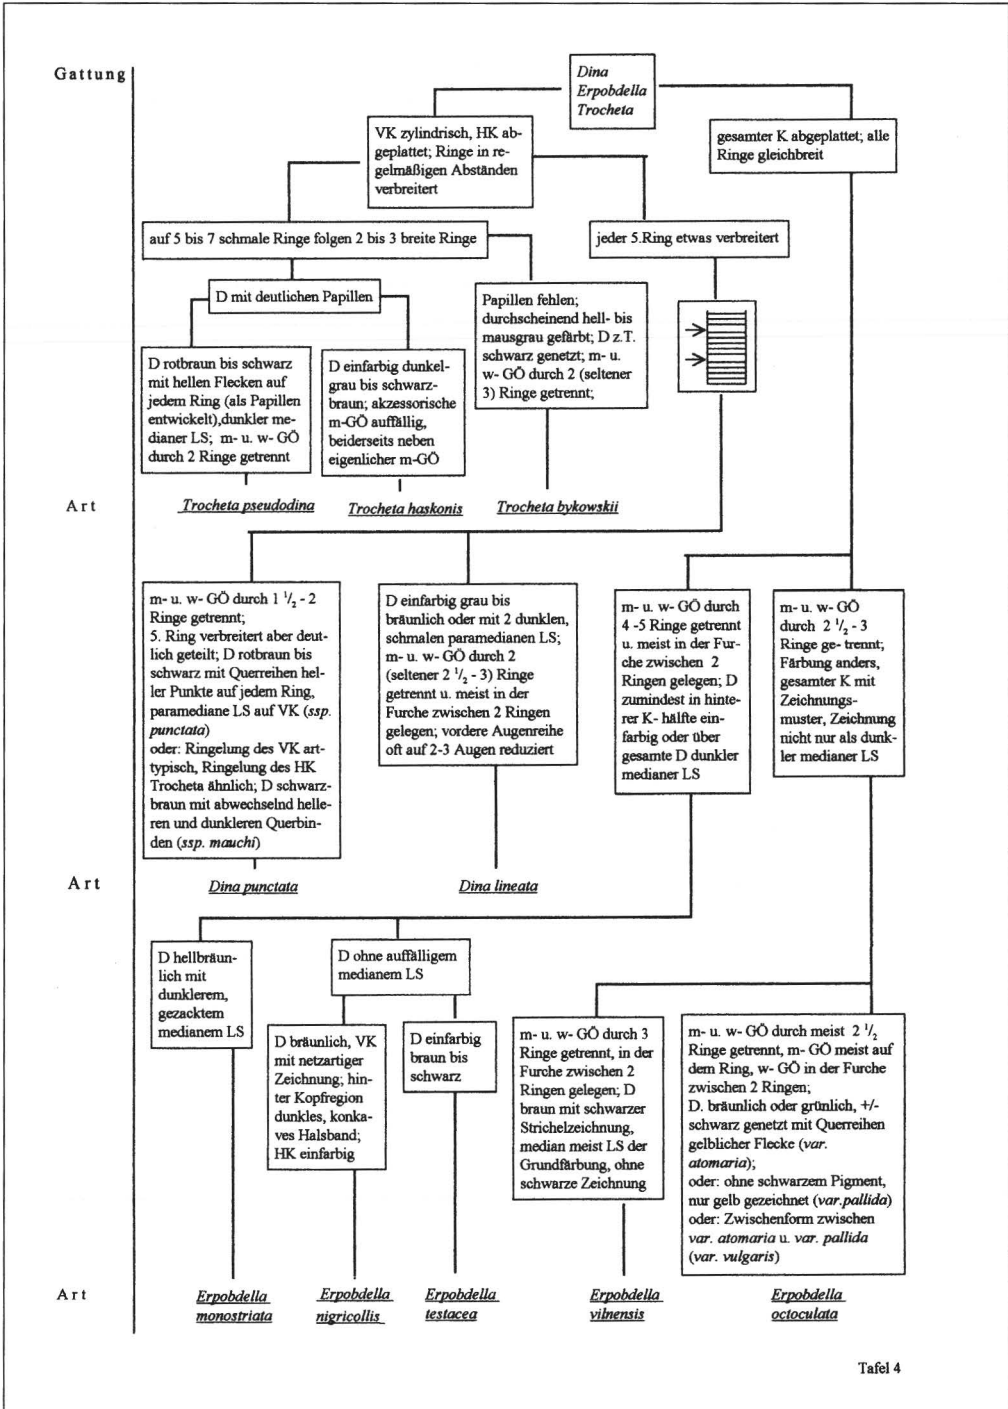 Gattung
Dina
Erpobdella
Trocheta
VK zylindrisch, HK ab-
geplattet; Ringe in re-
gelmäßigen Abständen
verbreitert
gesamter K abgeplattet; alle
Ringe gleichbreit
auf 5 bis 7 schmale Ringe folgen 2 bis 3 breite Ringe
jeder 5.Ring etwas verbreitert
D mit deutlichen Papillen
Papillen fehlen;
durchscheinend hell- bis
mausgrau gefärbt; D z.T.
schwarz genetzt; m- u.
w- GÖ durch 2 (seltener
3) Ringe getrennt;
D rotbraun bis schwarz
mit hellen Flecken auf
jedem Ring (als Papillen
entwickelt),dunkler me-
dianer LS; m- u. w- GÖ
durch 2 Ringe getrennt
D einfarbig dunkel-
grau bis schwarz-
braun; akzessorische
m-GÖ auffällig,
beiderseits neben
eigenlicher m-GÖ
Art
Trocheta pseudodina
Trocheta haskonis
Trocheta bykowskii
m- u. w- GÖ durch 1 1/2 - 2
Ringe getrennt;
5. Ring verbreitert aber deut-
lich geteilt; D rotbraun bis
schwarz mit Querreihen hel-
ler Punkte auf jedem Ring,
paramediane LS auf VK (ssp.
punctata)
oder: Ringelung des VK art-
typisch, Ringelung des HK
Trocheta ähnlich; D schwarz-
braun mit abwechselnd helle-
ren und dunkleren Querbin-
den (ssp. mauchi)
D einfarbig grau bis
bräunlich oder mit 2 dunklen,
schmalen paramedianen LS;
m- u. w- GÖ durch 2
(seltener 2 1/2 - 3) Ringe
getrennt u. meist in der
Furche zwischen 2 Ringen
gelegen; vordere Augenreihe
oft auf 2-3 Augen reduziert
m- u. w- GÖ durch
4 -5 Ringe getrennt
u. meist in der Fur-
che zwischen 2
Ringen gelegen; D
zumindest in hinte-
rer K- hälfte ein-
farbig oder über
gesamte D dunkler
medianer LS
m- u. w- GÖ
durch 2 1/2 - 3
Ringe ge- trennt;
Färbung anders,
gesamter K mit
Zeichnungs-
muster, Zeichnung
nicht nur als dunk-
ler medianer LS
Art
Dina punctata
Dina lineata
D hellbräun-
lich mit
dunklerem,
gezacktem
medianem LS
D ohne auffälligem
medianem LS
D bräunlich, VK
mit netzartiger
Zeichnung; hin-
ter Kopfregion
dunkles, konka-
ves Halsband;
HK einfarbig
D einfarbig
braun bis
schwarz
m- u. w- GÖ durch 3
Ringe getrennt, in der
Furche zwischen 2
Ringen gelegen; D
braun mit schwarzer
Strichelzeichnung,
median meist LS der
Grundfärbung, ohne
schwarze Zeichnung
m- u. w- GÖ durch meist 2 1/2
Ringe getrennt, m- GÖ meist auf
dem Ring, w- GÖ in der Furche
zwischen 2 Ringen;
D. bräunlich oder grünlich, +/-
schwarz genetzt mit Querreihen
gelblicher Flecke (var.
atomaria);
oder: ohne schwarzem Pigment,
nur gelb gezeichnet (var.pallida)
oder: Zwischenform zwischen
var. atomaria u. var. pallida
(var. vulgaris)
Art
Erpobdella
monostriata
Erpobdella
nigricollis
Erpobdella
testacea
Erpobdella
vilnensis
Erpobdella
octoculata
Tafel 4